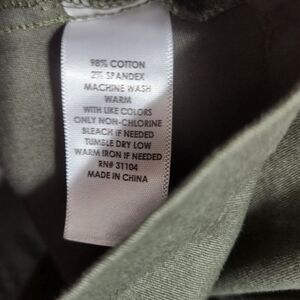 98% COTTON
2% SPANDEX
MACHINE WASH
WARM
WITH LIKE COLORS
ONLY NON-CHLORINE
BLEACH IF NEEDED
TUMBLE DRY LOW
WARM IRON IF NEEDED
RN# 31104
MADE IN CHINA